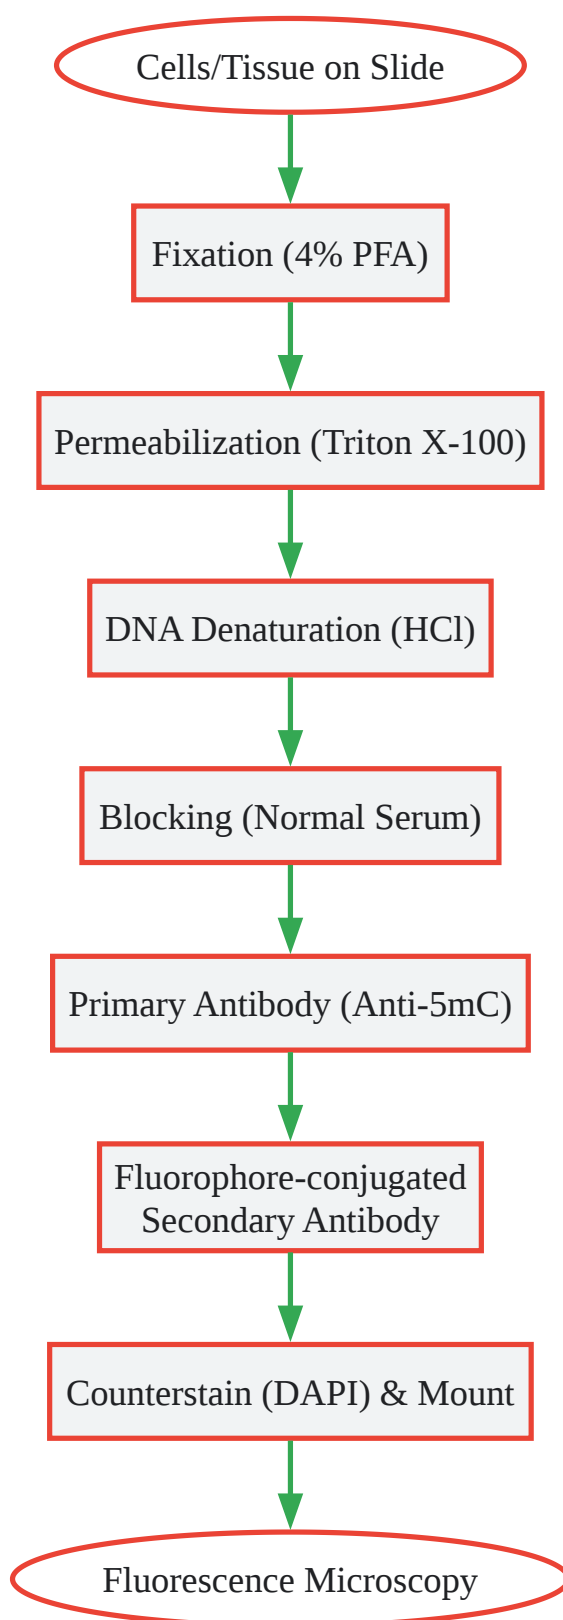 Cells/Tissue on Slide
Fixation (4% PFA)
Permeabilization (Triton X-100)
DNA Denaturation (HCl)
Blocking (Normal Serum)
Primary Antibody (Anti-5mC)
Fluorophore-conjugated
Secondary Antibody
Counterstain (DAPI) & Mount
Fluorescence Microscopy